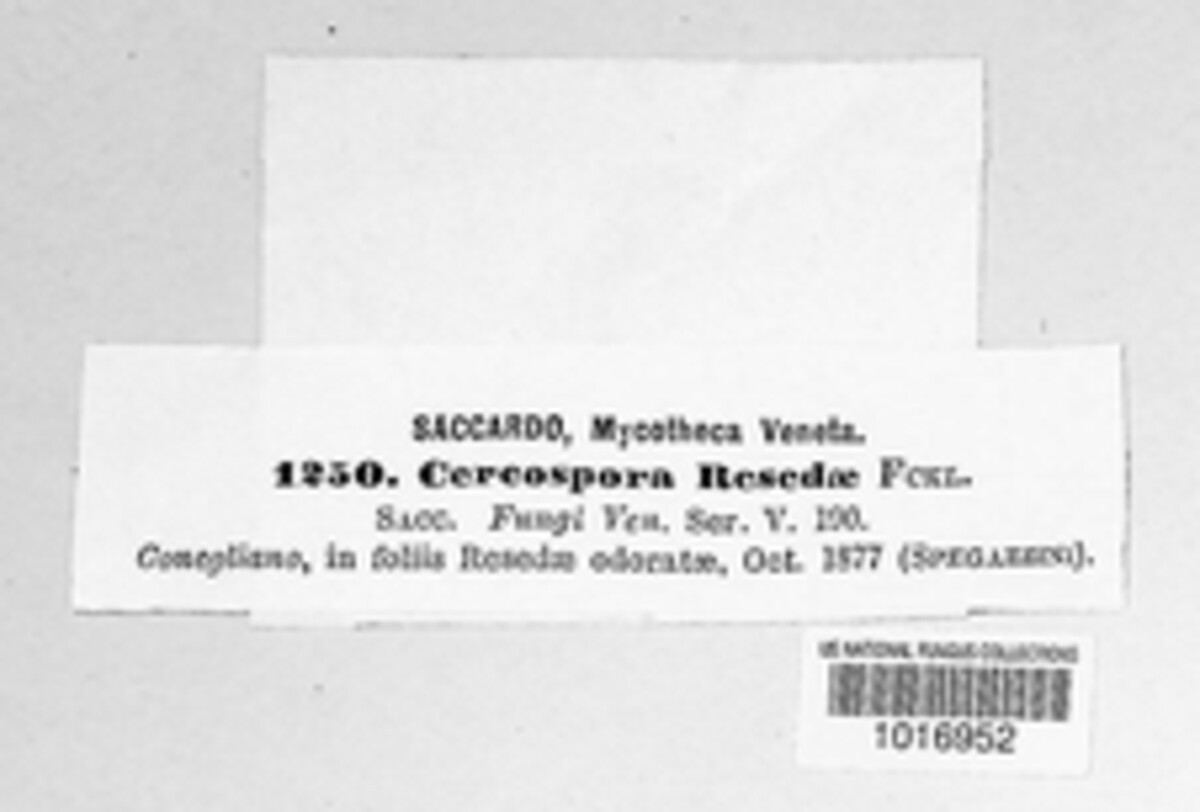 SACCARDO, Mycotheca Veneta.
1250. Cercospora Resedæ FCKL.
SACC. Fungi Ven. Ser. V. 190.
Conegliano, in foliis Resedæ odoratæ, Oct. 1877 (SPEGAZZINI).
US NATIONAL FUNGUS COLLECTIONS
1016952